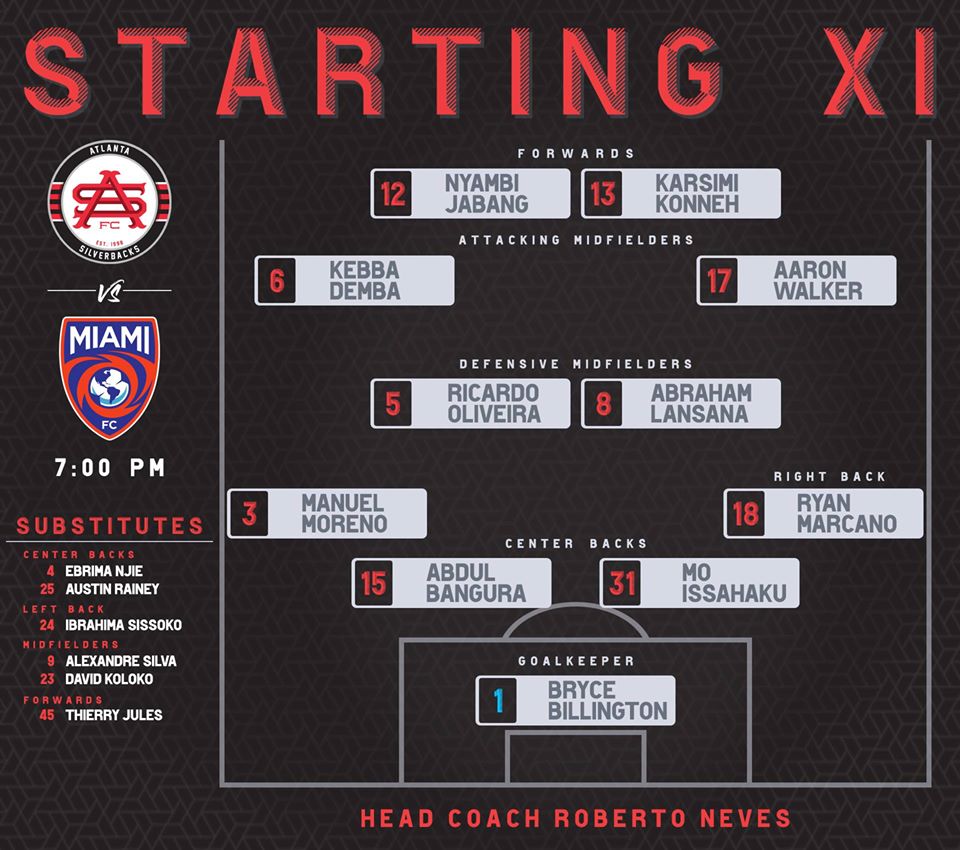 STARTING XI
ATLANTA
AS
FC
EST. 1998
SILVERBACKS
VS
MIAMI
FC
7:00 PM
SUBSTITUTES
CENTER BACKS
4 EBRIMA NJIE
25 AUSTIN RAINEY
LEFT BACK
24 IBRAHIMA SISSOKO
MIDFIELDERS
9 ALEXANDRE SILVA
23 DAVID KOLOKO
FORWARDS
45 THIERRY JULES
FORWARDS
12 NYAMBI
JABANG
13 KARSIMI
KONNEH
ATTACKING MIDFIELDERS
6 KEBBA
DEMBA
17 AARON
WALKER
DEFENSIVE MIDFIELDERS
5 RICARDO
OLIVEIRA
8 ABRAHAM
LANSANA
3 MANUEL
MORENO
RIGHT BACK
18 RYAN
MARCANO
CENTER BACKS
15 ABDUL
BANGURA
31 MO
ISSAHAKU
GOALKEEPER
1 BRYCE
BILLINGTON
HEAD COACH ROBERTO NEVES